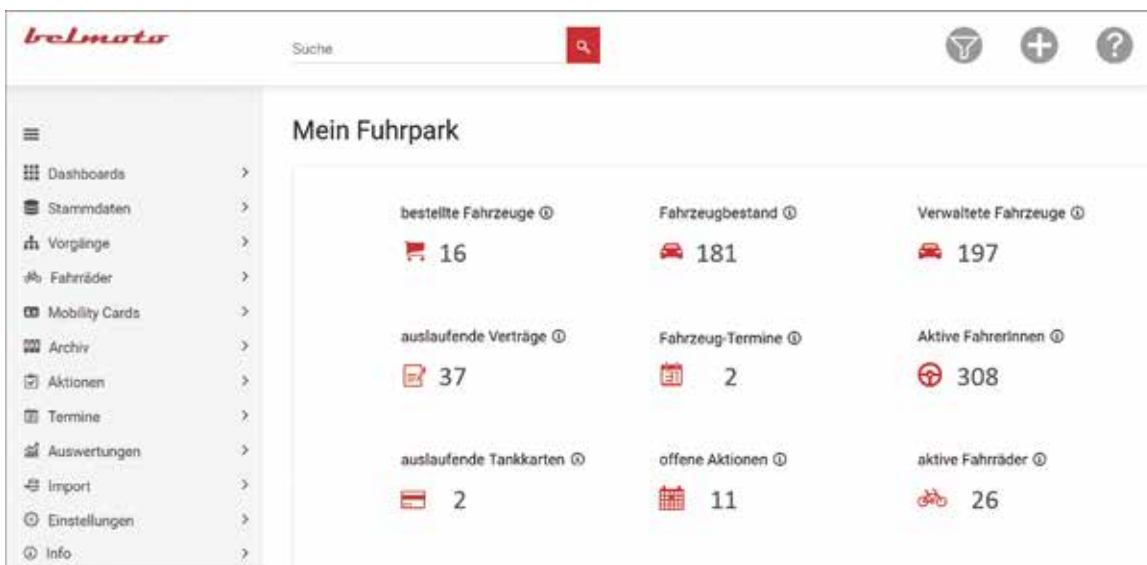 belmoto
Suche
Mein Fuhrpark
Dashboards
Stammdaten
Vorgänge
Fahrräder
Mobility Cards
Archiv
Aktionen
Termine
Auswertungen
Import
Einstellungen
Info
bestellte Fahrzeuge
Fahrzeugbestand
Verwaltete Fahrzeuge
16
181
197
auslaufende Verträge
Fahrzeug-Termine
Aktive FahrerInnen
37
2
308
auslaufende Tankkarten
offene Aktionen
aktive Fahrräder
2
11
26